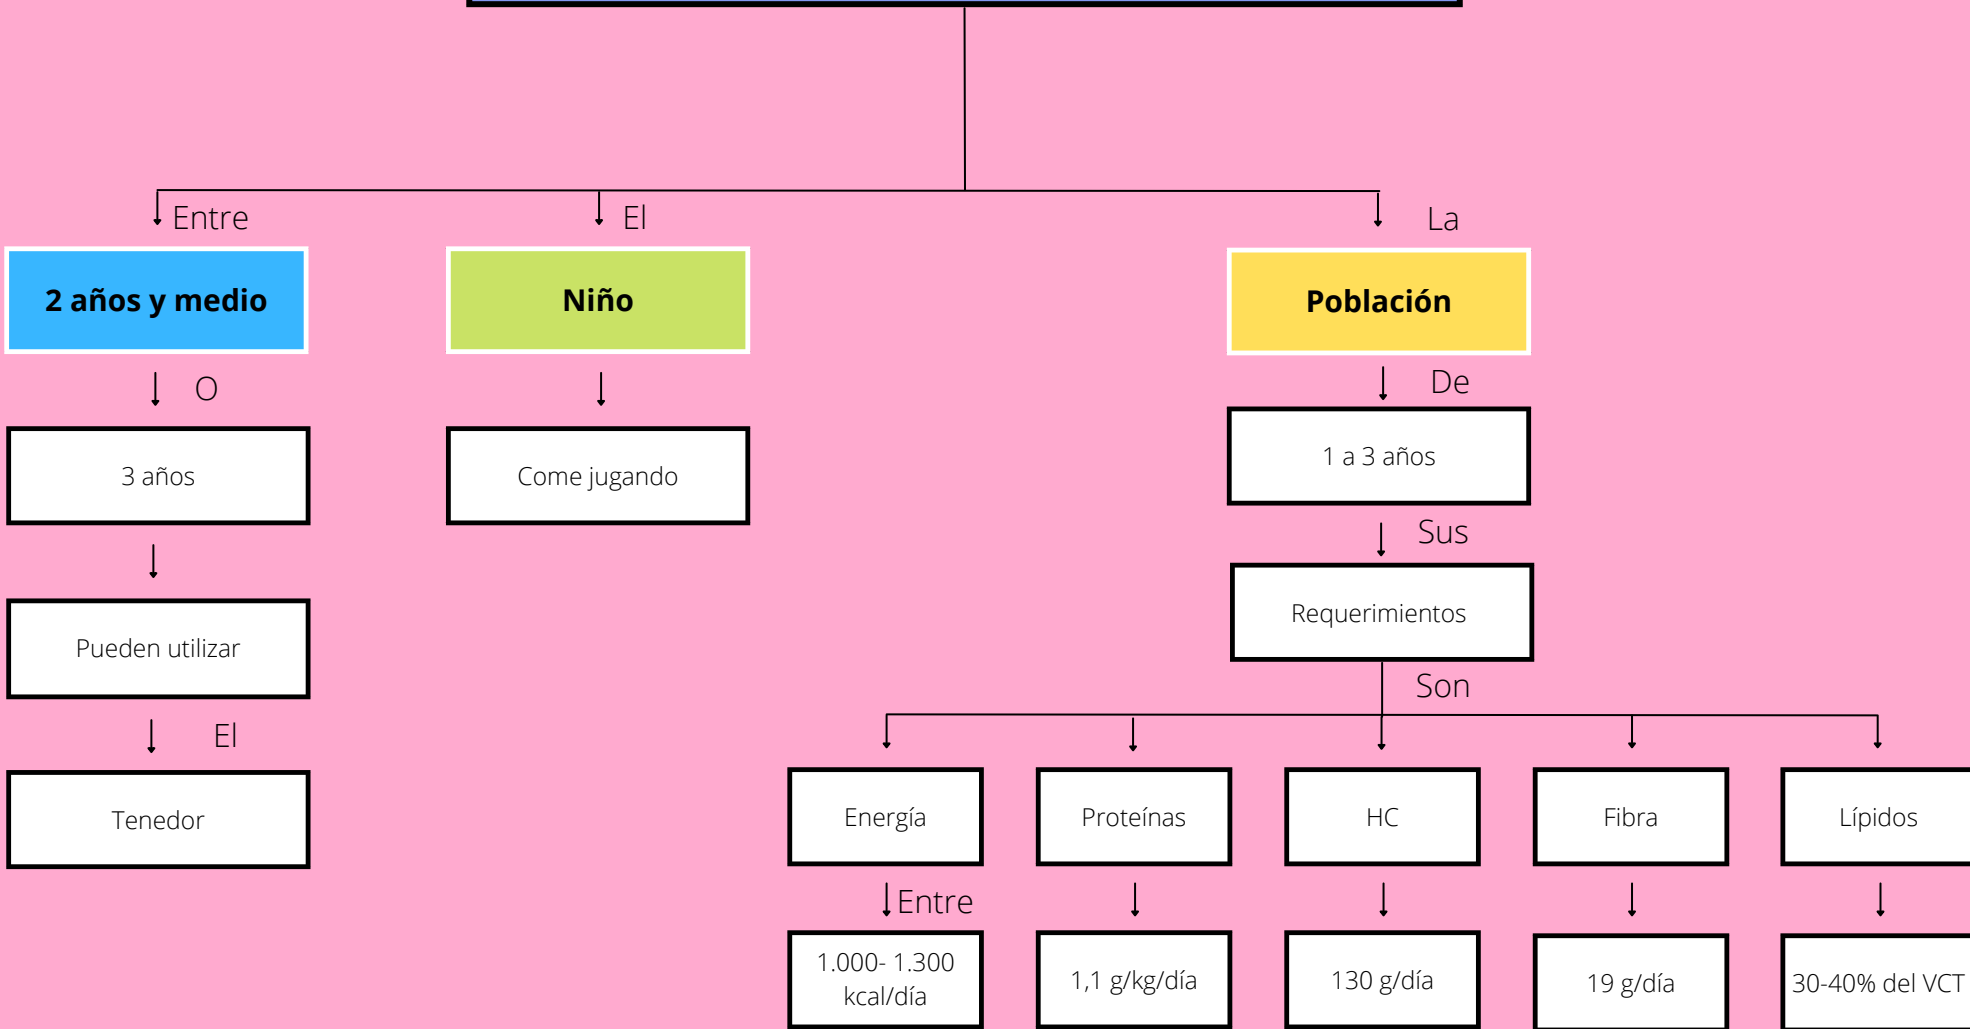 Entre
El
La
2 años y medio
Niño
Población
O
De
3 años
Come jugando
1 a 3 años
Sus
Pueden utilizar
Requerimientos
El
Son
Tenedor
Energía
Proteínas
HC
Fibra
Lípidos
Entre
1.000- 1.300
kcal/día
1,1 g/kg/día
130 g/día
19 g/día
30-40% del VCT